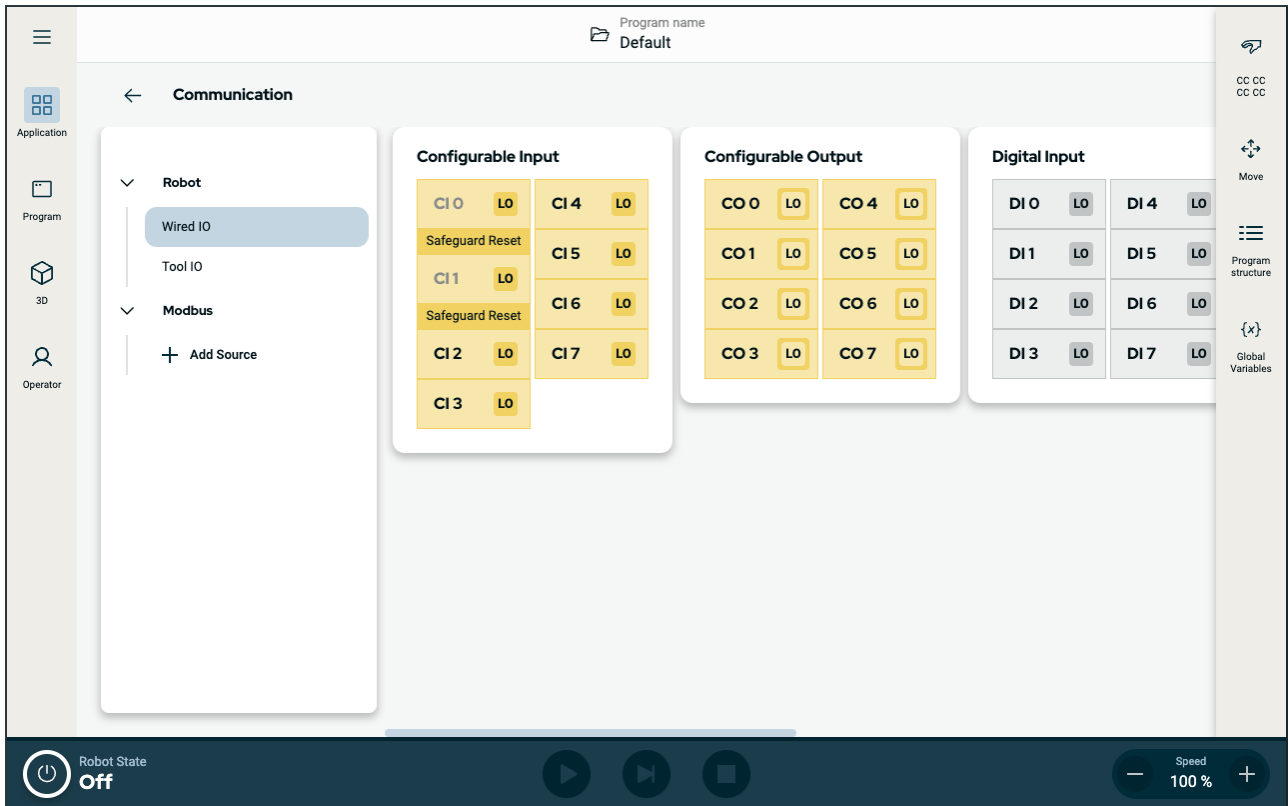 Program name
Default
Application
Program
3D
Operator
Communication
Robot
Wired IO
Tool IO
Modbus
Add Source
Configurable Input
CI 0 LO
Safeguard Reset
CI 1 LO
Safeguard Reset
CI 2 LO
CI 3 LO
CI 4 LO
CI 5 LO
CI 6 LO
CI 7 LO
Configurable Output
CO 0 LO
CO 1 LO
CO 2 LO
CO 3 LO
CO 4 LO
CO 5 LO
CO 6 LO
CO 7 LO
Digital Input
DI 0 LO
DI 1 LO
DI 2 LO
DI 3 LO
DI 4 LO
DI 5 LO
DI 6 LO
DI 7 LO
CC CC
CC CC
Move
Program
structure
{x}
Global
Variables
Robot State
Off
Speed
100 %